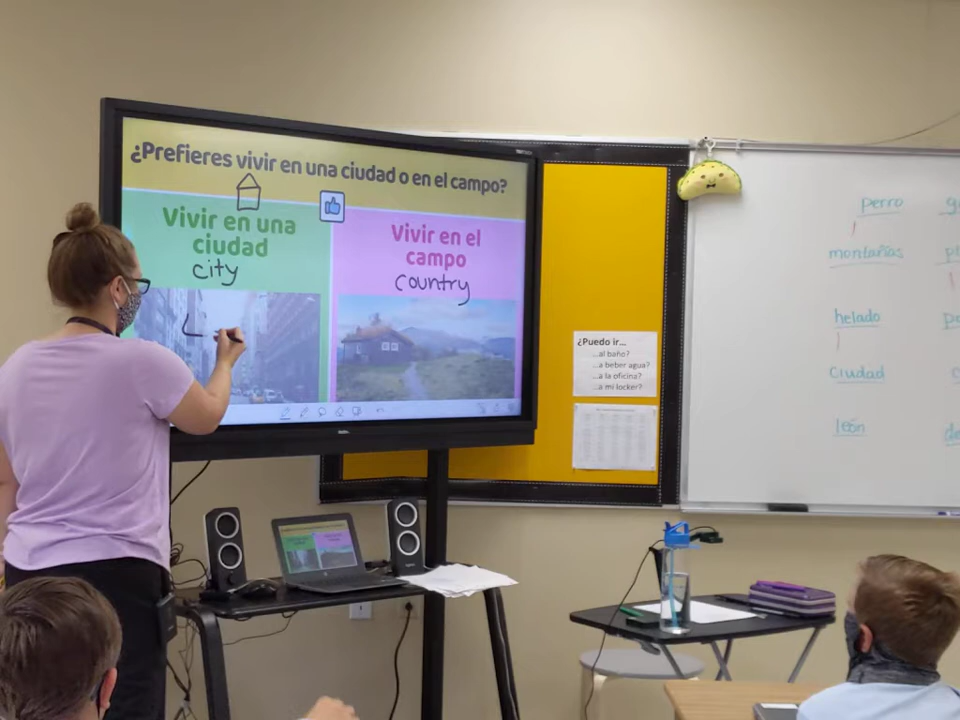 ¿Prefieres vivir en una ciudad o en el campo?
Vivir en una
ciudad
city
Vivir en el
campo
country
¿Puedo ir...
...al baño?
...a beber agua?
...a la oficina?
...a mi locker?
perro
montañas
helado
ciudad
león